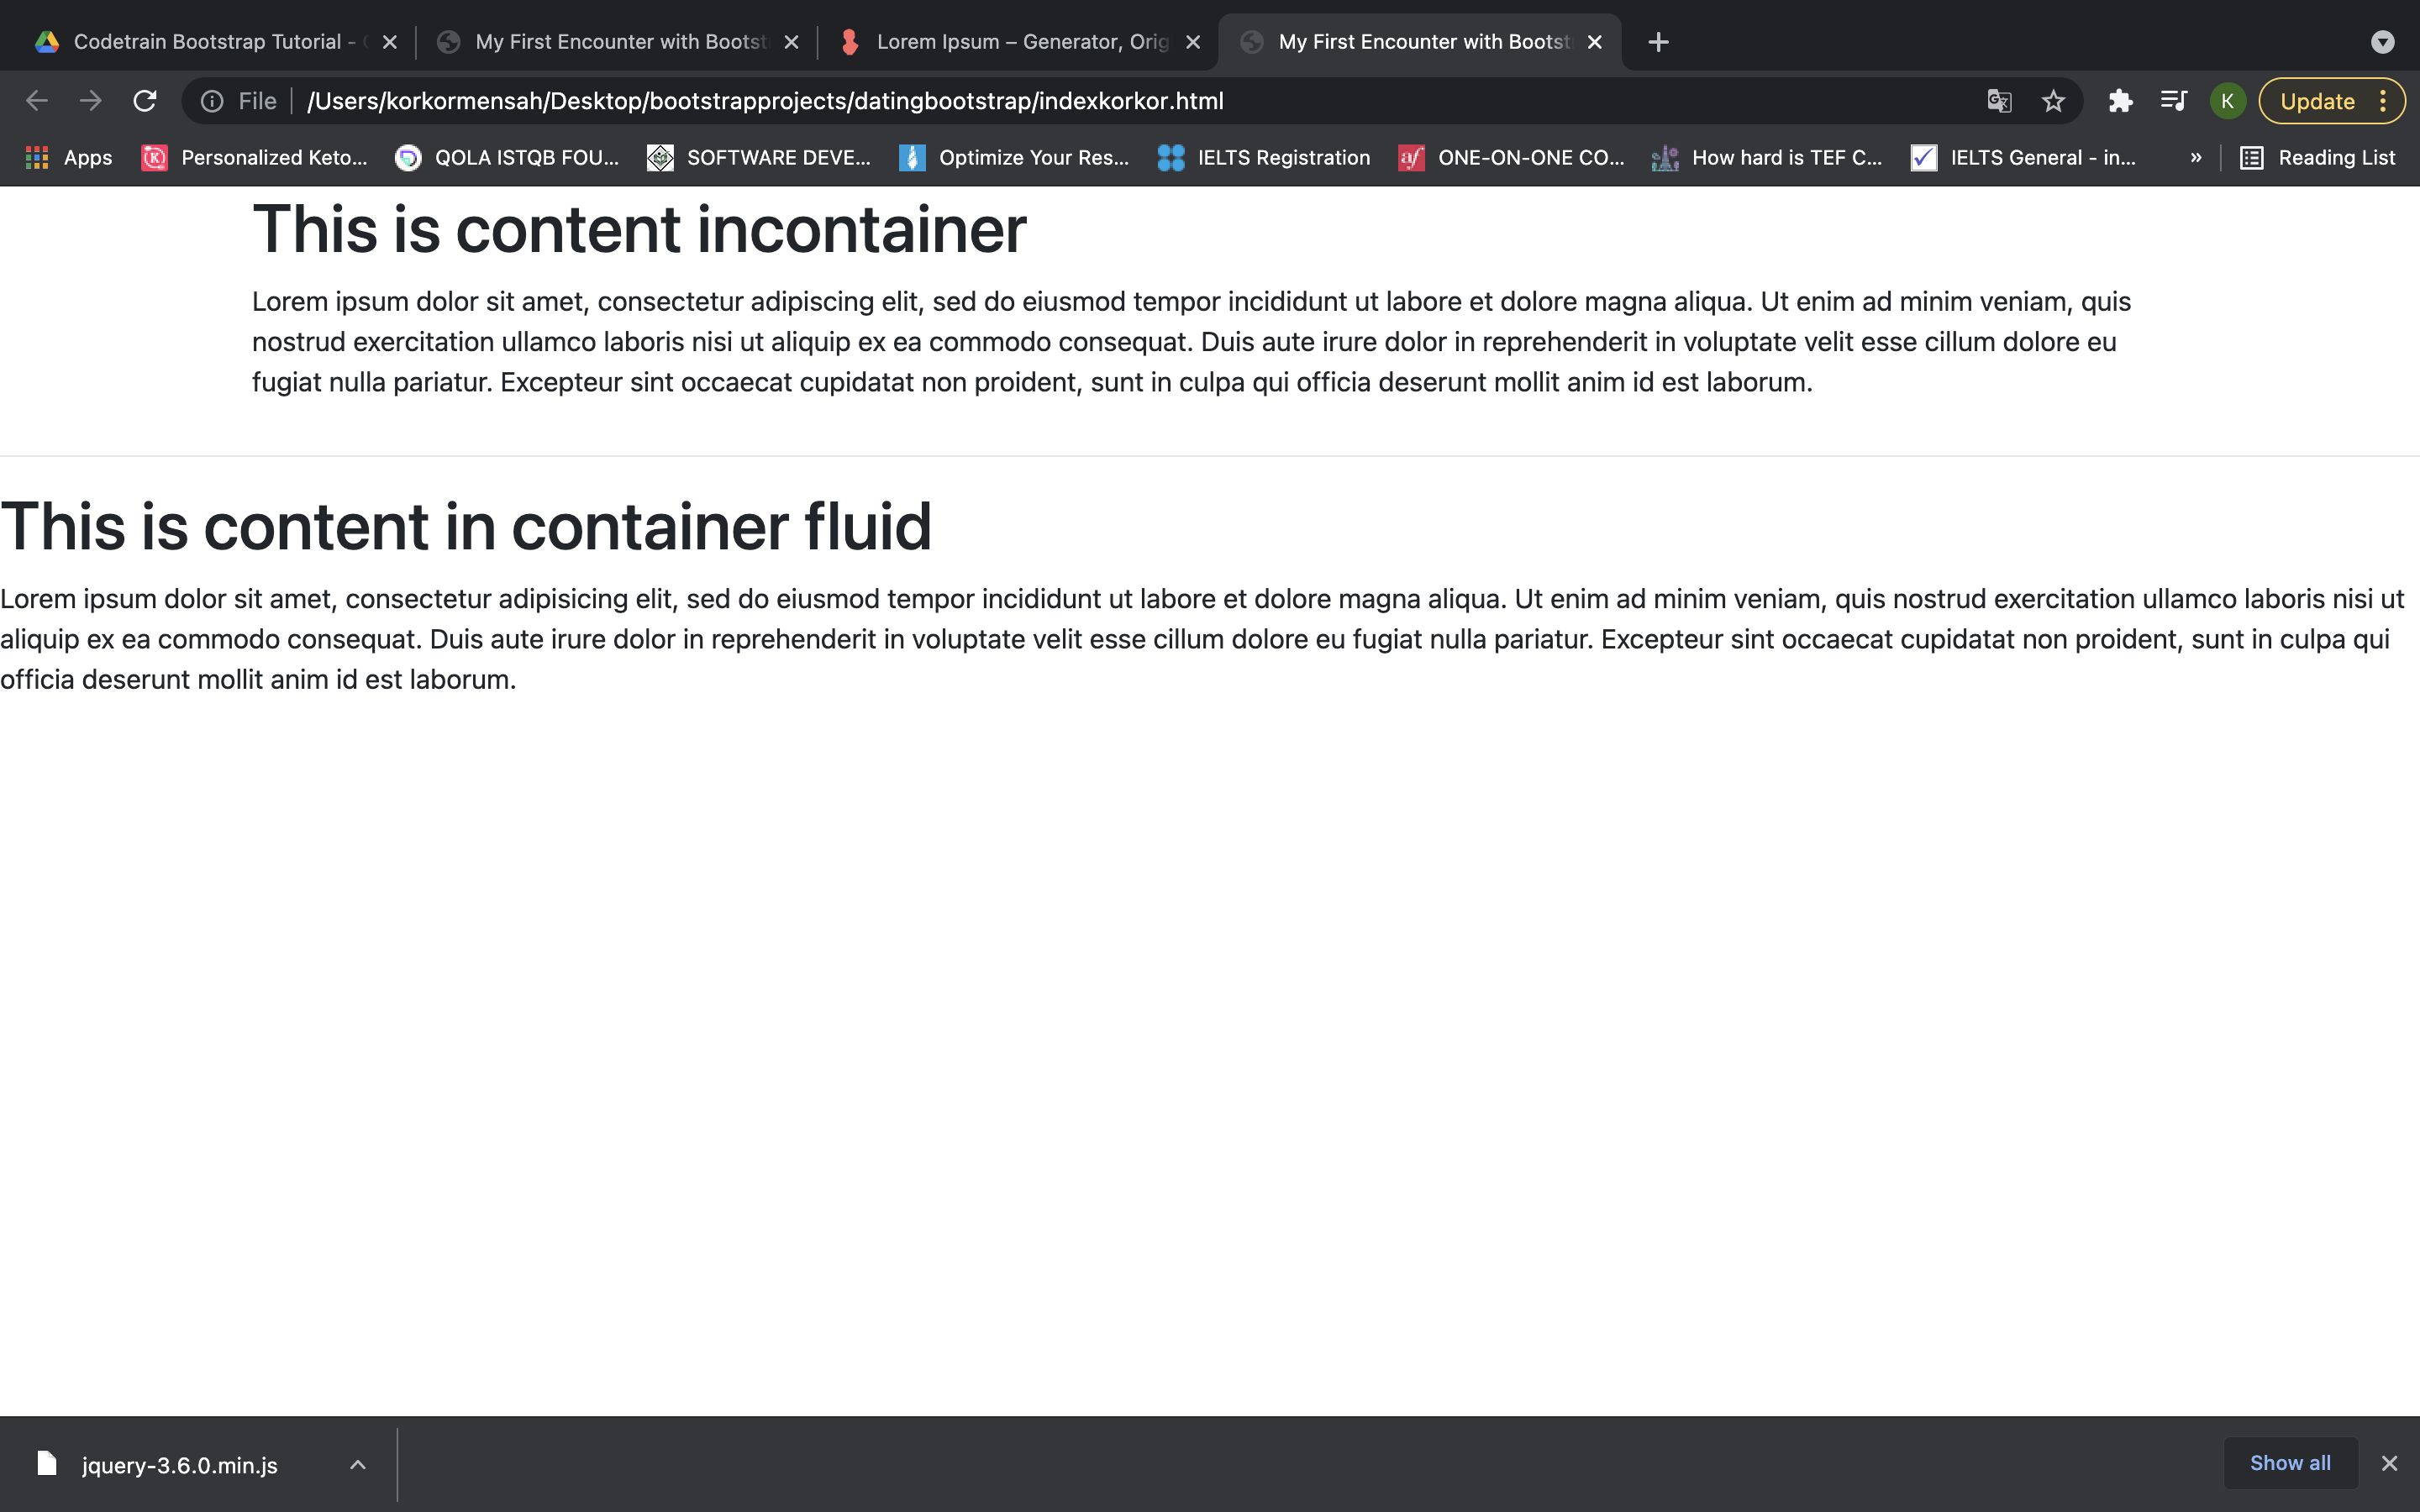 Codetrain Bootstrap Tutorial -
My First Encounter with Bootst
Lorem Ipsum – Generator, Orig
My First Encounter with Bootst
File
/Users/korkormensah/Desktop/bootstrapprojects/datingbootstrap/indexkorkor.html
K
Update
Apps
Personalized Keto...
QOLA ISTQB FOU...
SOFTWARE DEVE...
Optimize Your Res...
IELTS Registration
af ONE-ON-ONE CO...
How hard is TEF C...
IELTS General - in...
»
Reading List
This is content incontainer
Lorem ipsum dolor sit amet, consectetur adipiscing elit, sed do eiusmod tempor incididunt ut labore et dolore magna aliqua. Ut enim ad minim veniam, quis
nostrud exercitation ullamco laboris nisi ut aliquip ex ea commodo consequat. Duis aute irure dolor in reprehenderit in voluptate velit esse cillum dolore eu
fugiat nulla pariatur. Excepteur sint occaecat cupidatat non proident, sunt in culpa qui officia deserunt mollit anim id est laborum.
This is content in container fluid
Lorem ipsum dolor sit amet, consectetur adipisicing elit, sed do eiusmod tempor incididunt ut labore et dolore magna aliqua. Ut enim ad minim veniam, quis nostrud exercitation ullamco laboris nisi ut
aliquip ex ea commodo consequat. Duis aute irure dolor in reprehenderit in voluptate velit esse cillum dolore eu fugiat nulla pariatur. Excepteur sint occaecat cupidatat non proident, sunt in culpa qui
officia deserunt mollit anim id est laborum.
jquery-3.6.0.min.js
Show all